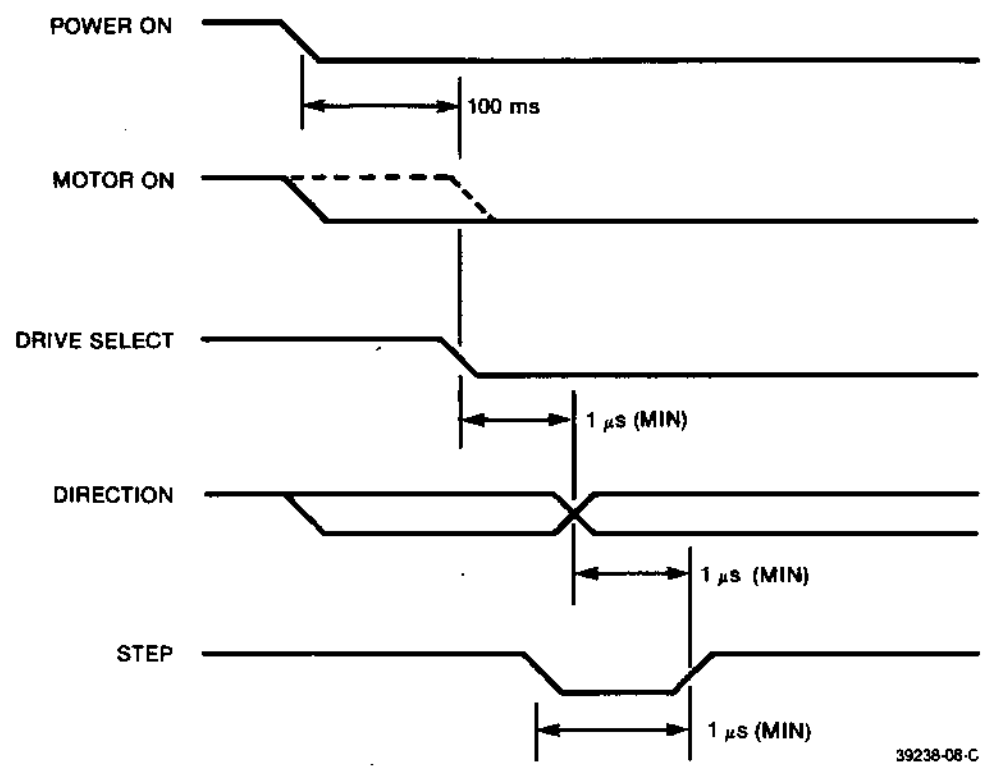 POWER ON
100 ms
MOTOR ON
DRIVE SELECT
1 μs (MIN)
DIRECTION
1 μs (MIN)
STEP
1 μs (MIN)
39238-08-C